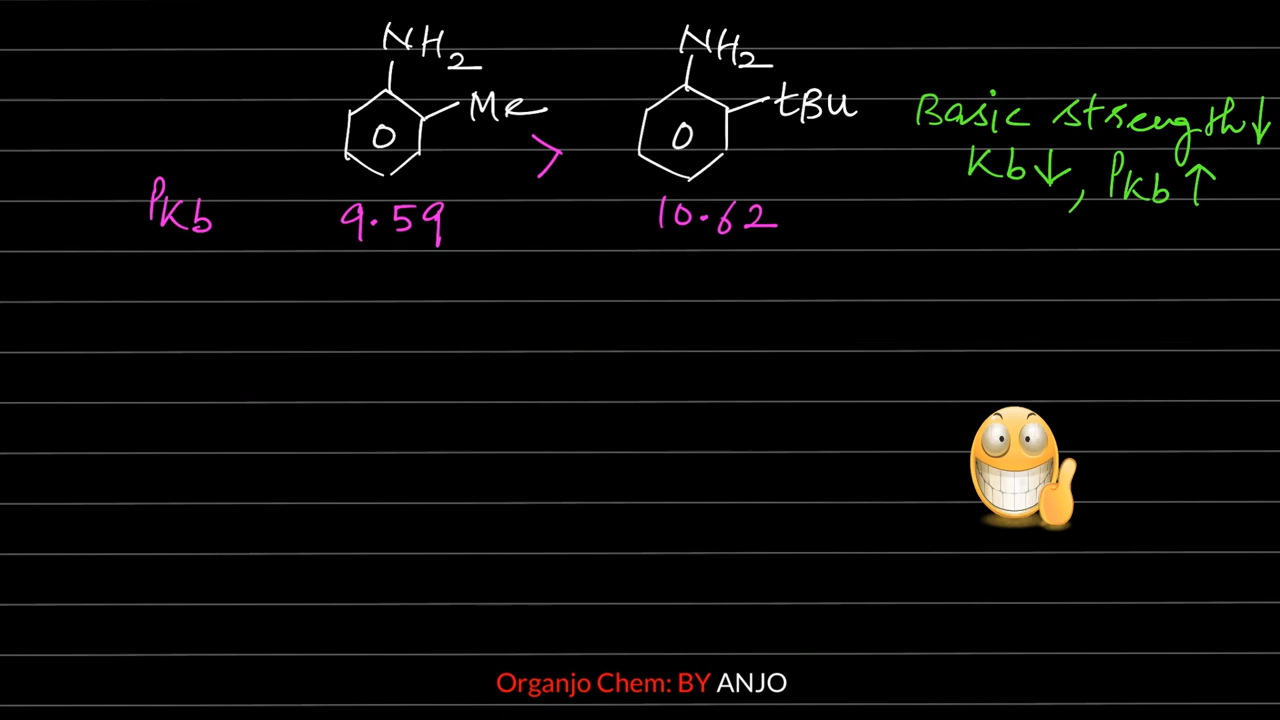 NH2 NH2
Me > tBu Basic strength↓
Kb↓, PKb↑
PKb 9.59 10.62
Organjo Chem: BY ANJO